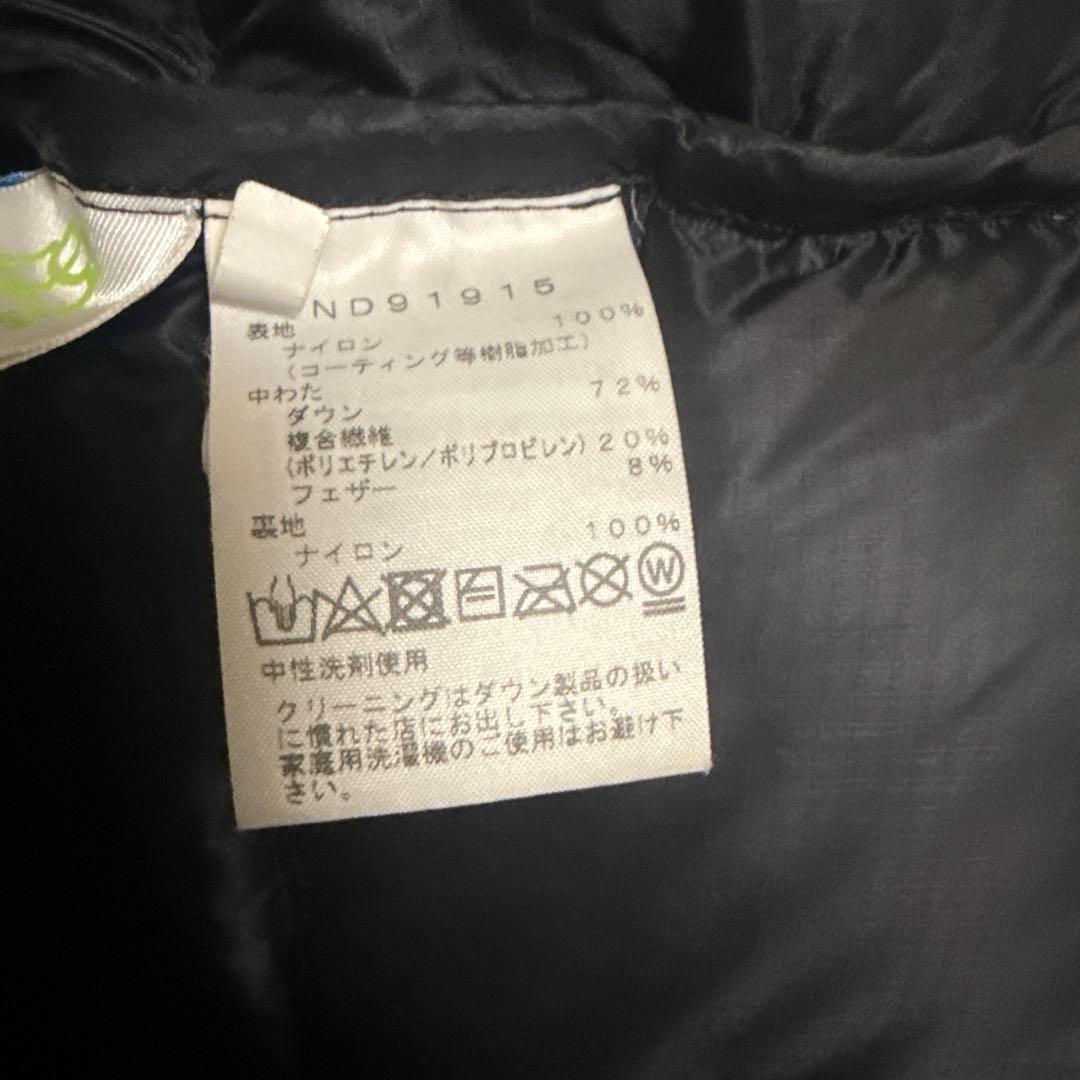 ND91915
表地
ナイロン 100%
(コーティング等樹脂加工)
中わた
ダウン 72%
複合繊維
(ポリエチレン/ポリプロピレン) 20%
フェザー 8%
裏地
ナイロン 100%
W
中性洗剤使用
クリーニングはダウン製品の扱い
に慣れた店にお出し下さい。
家庭用洗濯機のご使用はお避け下
さい。